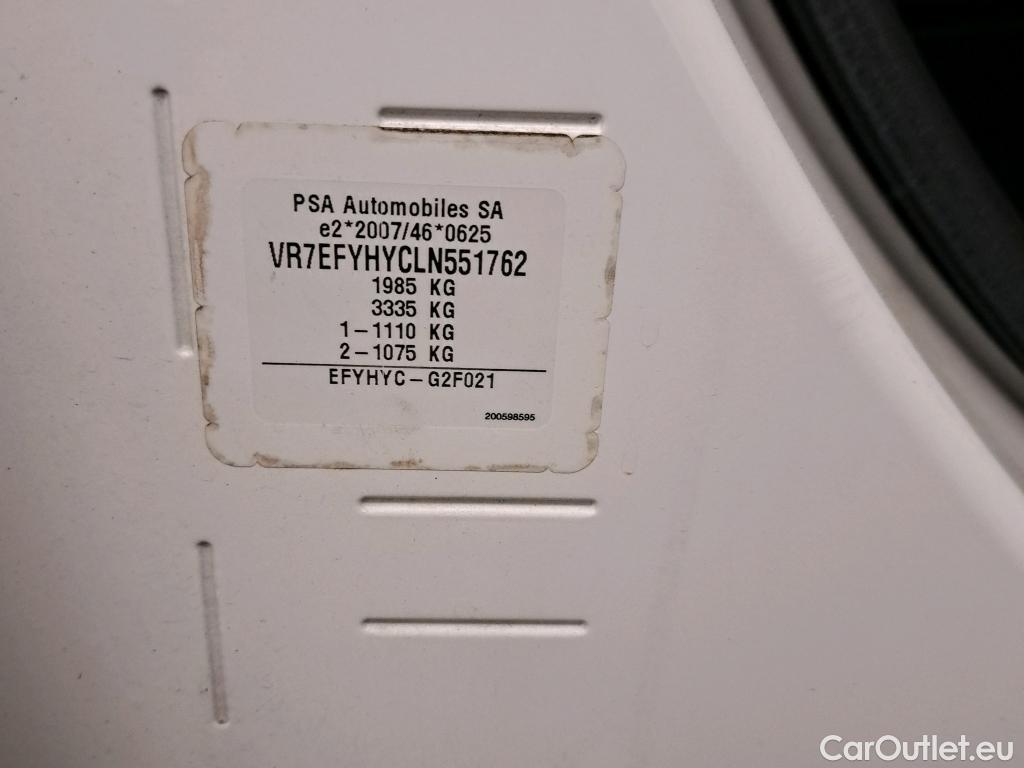 PSA Automobiles SA
e2*2007/46*0625
VR7EFYHYCLN551762
1985 KG
3335 KG
1-1110 KG
2-1075 KG
EFYHYC-G2F021
200598595
CarOutlet.eu